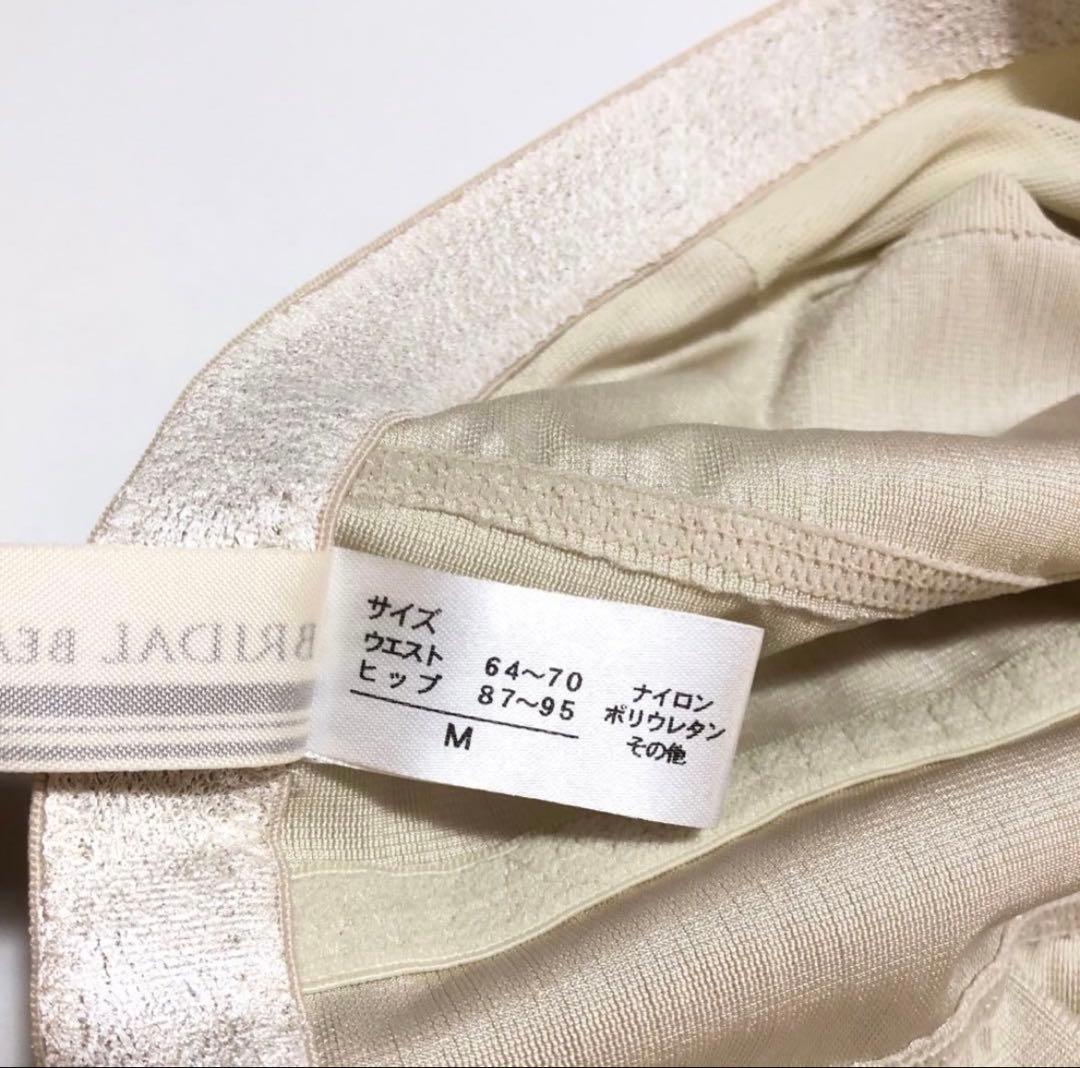 サイズ
ウエスト 64～70
ヒップ 87～95
M
ナイロン
ポリウレタン
その他
BRIDAL